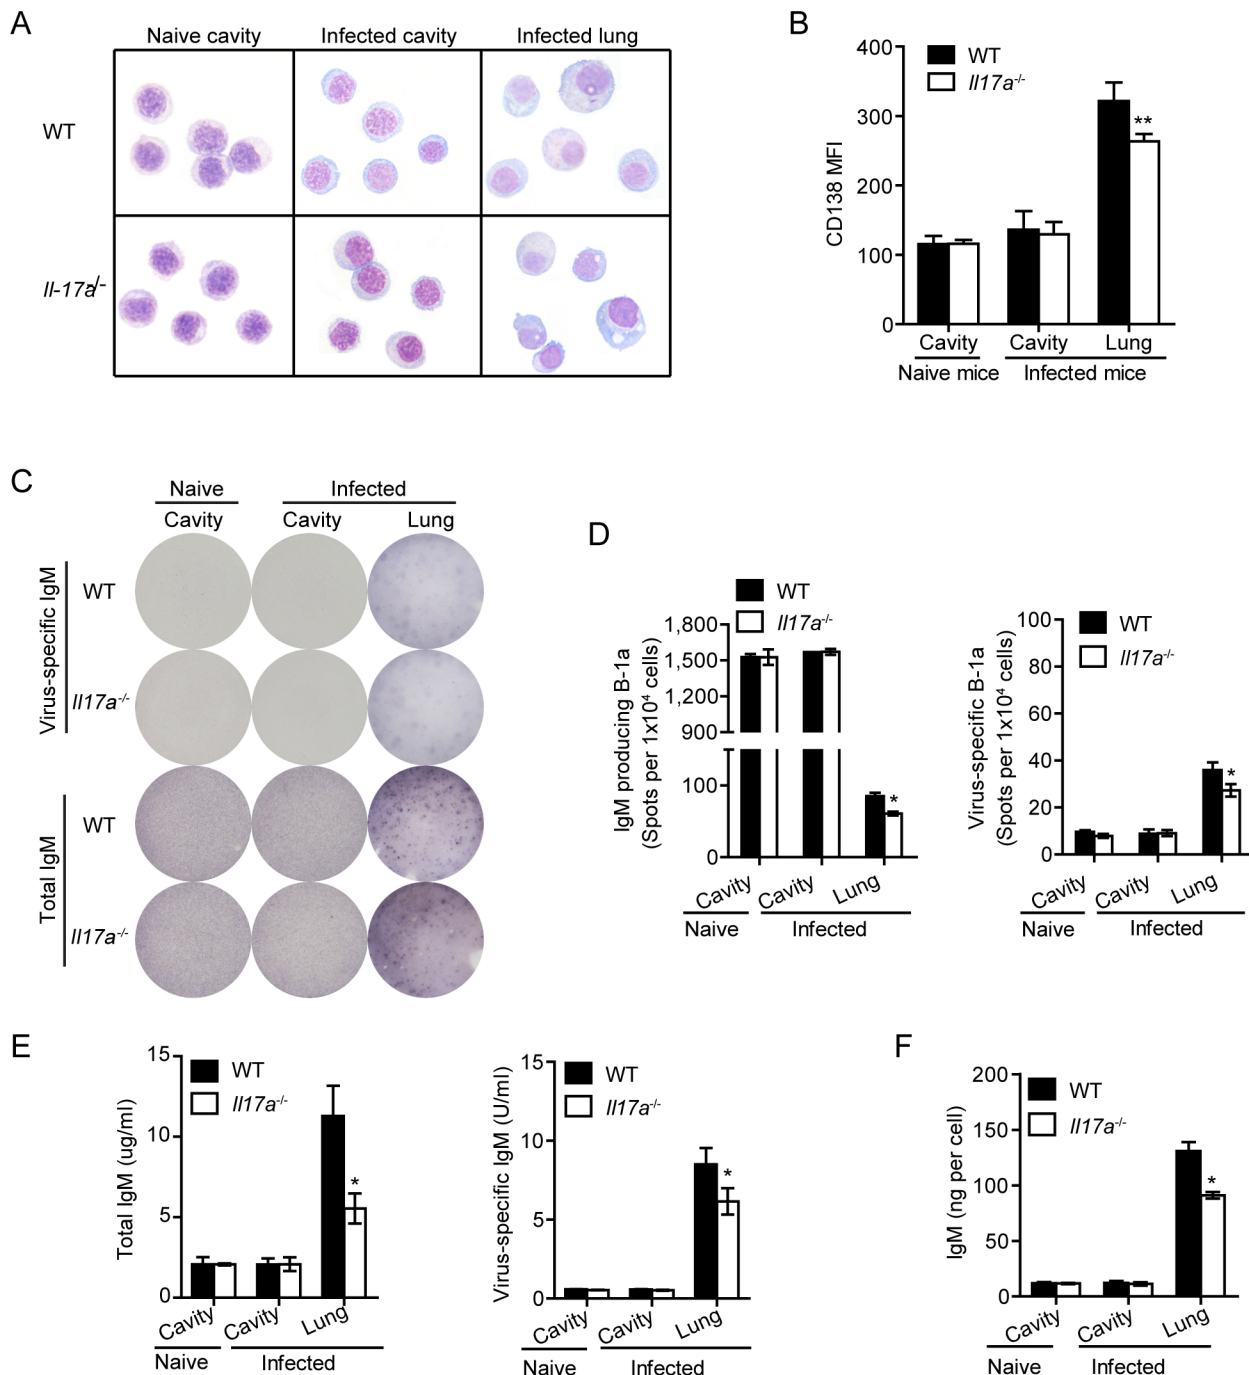 A
Naive cavity Infected cavity Infected lung
WT
Il-17a-/-
B
400
300
200
100
0
CD138 MFI
WT
Il17a-/-
**
Cavity Cavity Lung
Naive mice Infected mice
C
Naive Infected
Cavity Cavity Lung
Virus-specific IgM
WT
Il17a-/-
Total IgM
WT
Il17a-/-
D
WT
Il17a-/-
IgM producing B-1a
(Spots per 1x10⁴ cells)
1,800
1,500
1,200
900
100
0
*
Cavity Cavity Lung
Naive Infected
Virus-specific B-1a
(Spots per 1x10⁴ cells)
100
80
60
40
20
0
WT
Il17a-/-
*
Cavity Cavity Lung
Naive Infected
E
Total IgM (ug/ml)
15
10
5
0
WT
Il17a-/-
*
Cavity Cavity Lung
Naive Infected
Virus-specific IgM (U/ml)
15
10
5
0
WT
Il17a-/-
*
Cavity Cavity Lung
Naive Infected
F
IgM (ng per cell)
200
150
100
50
0
WT
Il17a-/-
*
Cavity Cavity Lung
Naive Infected